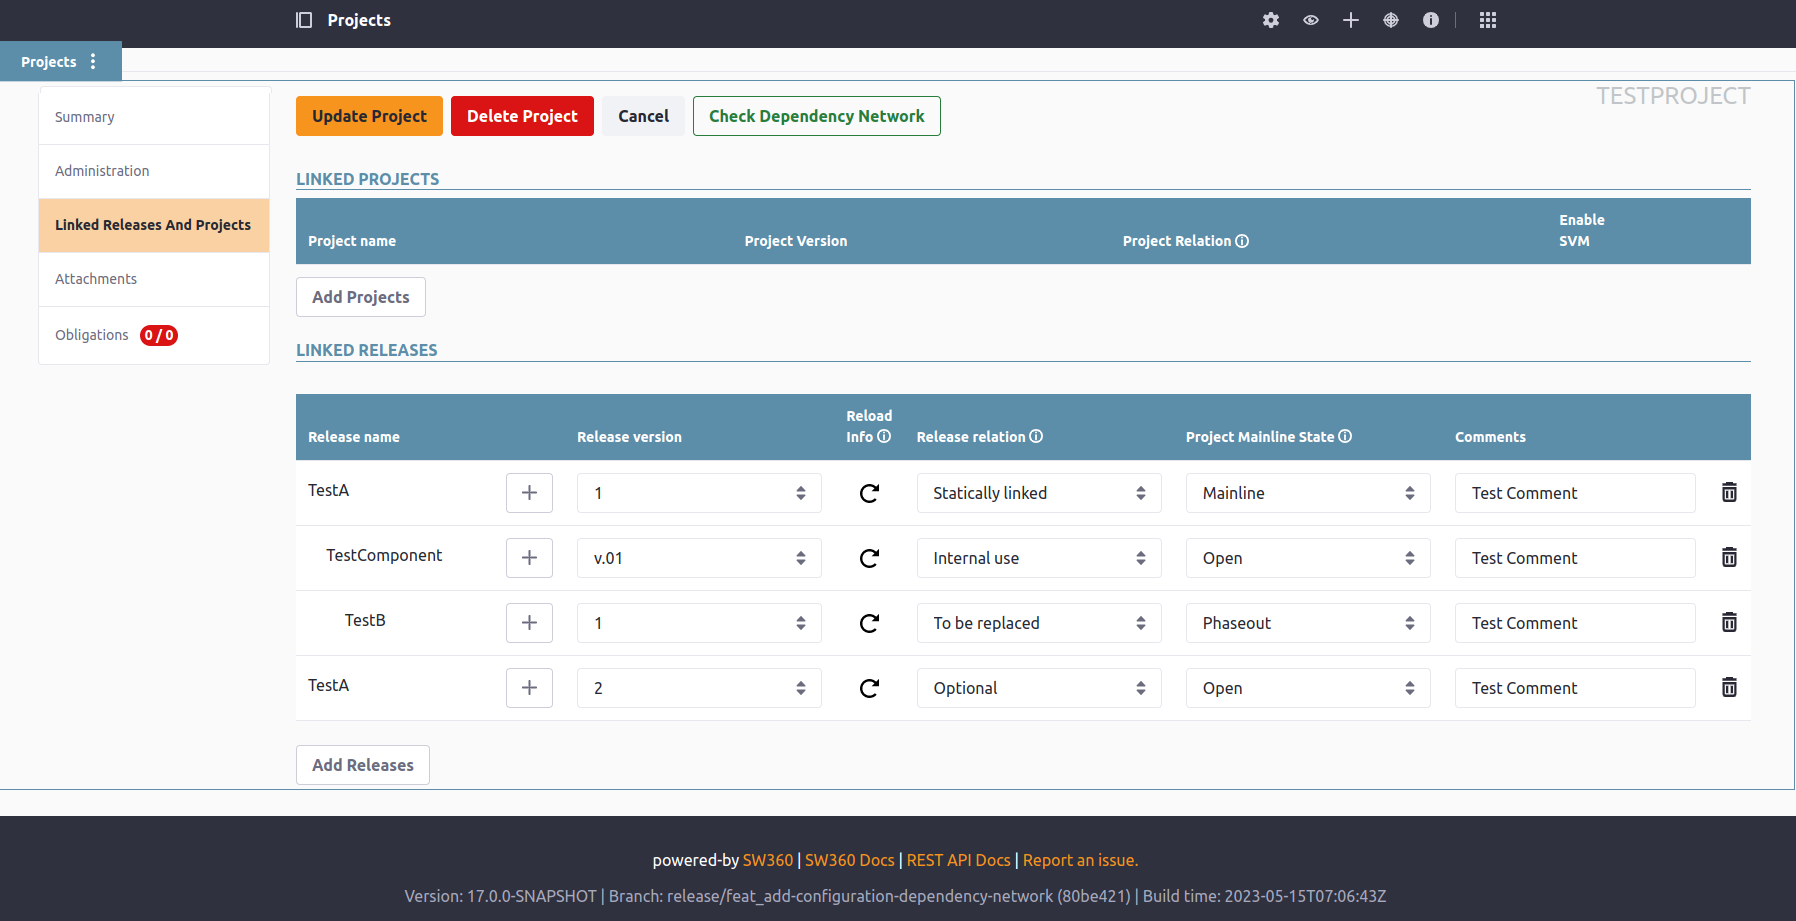 Projects
Projects
TESTPROJECT
Summary
Administration
Linked Releases And Projects
Attachments
Obligations 0 / 0
Update Project Delete Project Cancel Check Dependency Network
LINKED PROJECTS
Project name Project Version Project Relation Enable SVM
Add Projects
LINKED RELEASES
Release name Release version Reload Info Release relation Project Mainline State Comments
TestA 1 Statically linked Mainline Test Comment
TestComponent v.01 Internal use Open Test Comment
TestB 1 To be replaced Phaseout Test Comment
TestA 2 Optional Open Test Comment
Add Releases
powered-by SW360 | SW360 Docs | REST API Docs | Report an issue.
Version: 17.0.0-SNAPSHOT | Branch: release/feat_add-configuration-dependency-network (80be421) | Build time: 2023-05-15T07:06:43Z